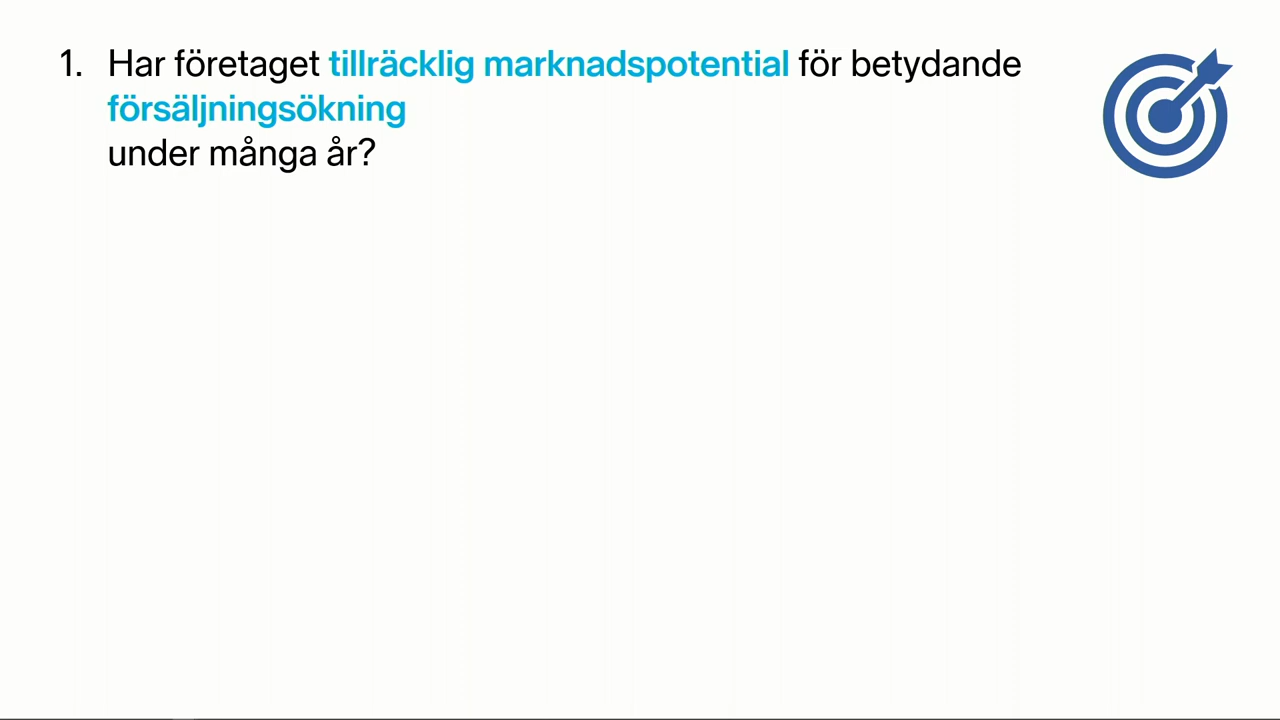 1. Har företaget tillräcklig marknadspotential för betydande
försäljningsökning
under många år?